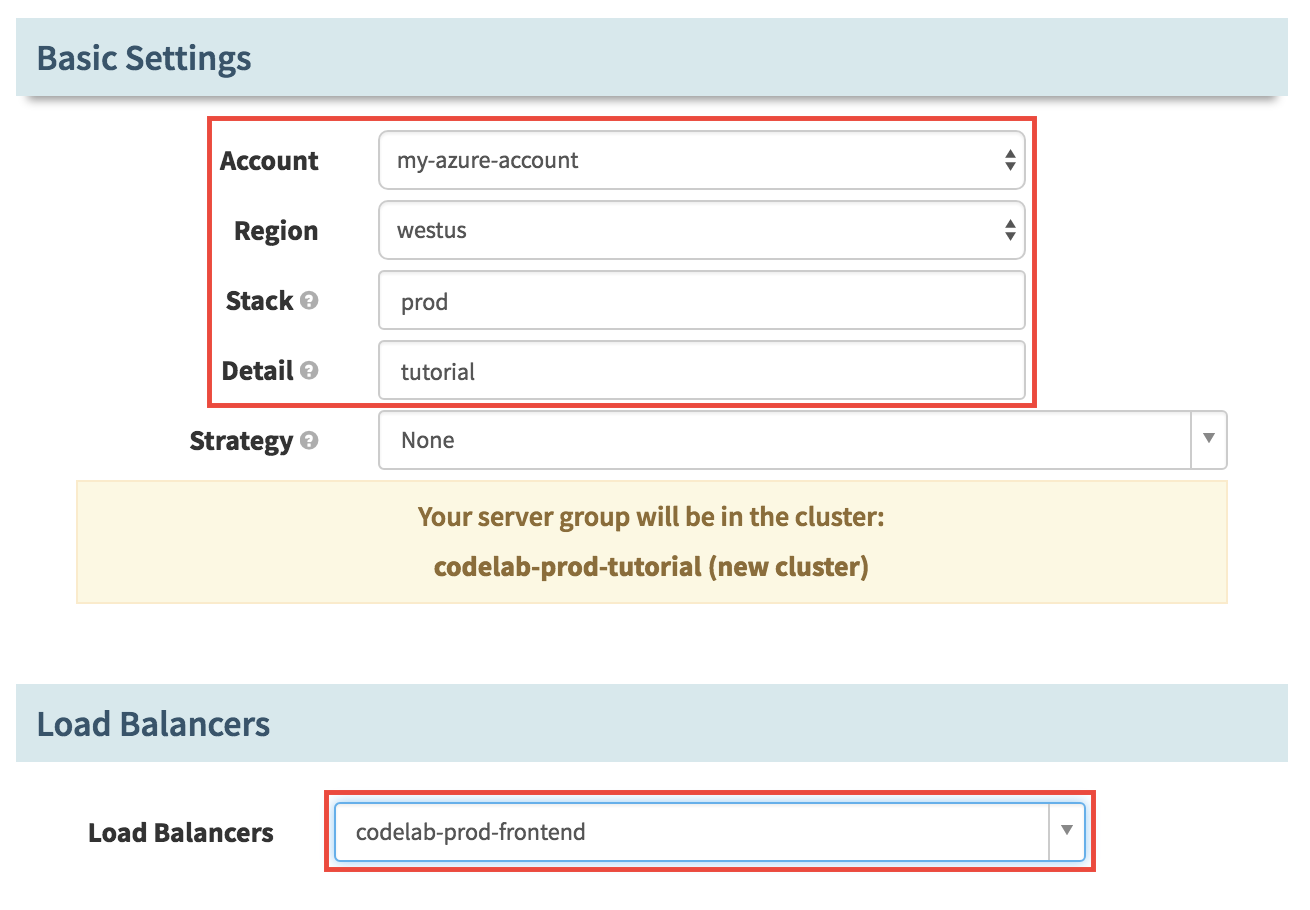 Basic Settings
Account my-azure-account
Region westus
Stack ? prod
Detail ? tutorial
Strategy ? None
Your server group will be in the cluster:
codelab-prod-tutorial (new cluster)
Load Balancers
Load Balancers codelab-prod-frontend